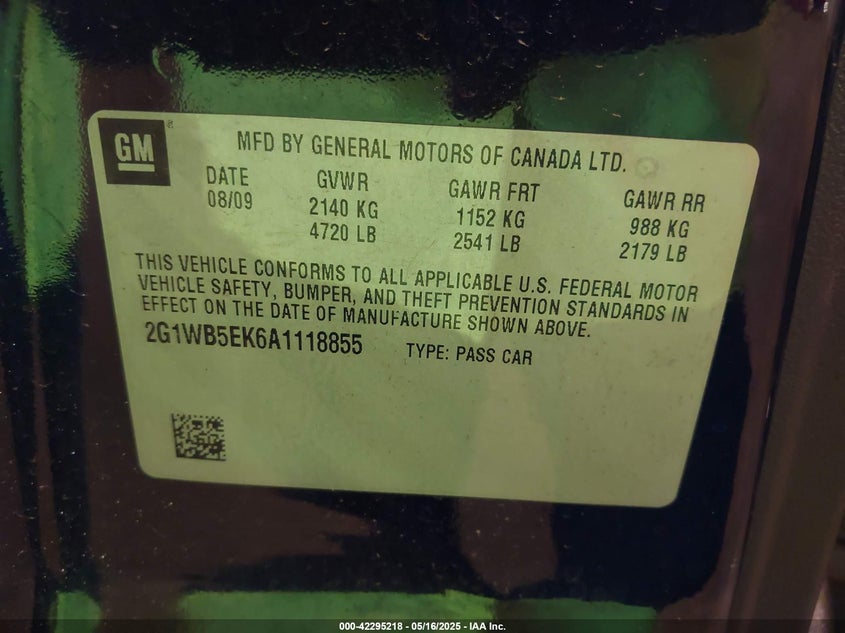 GM
MFD BY GENERAL MOTORS OF CANADA LTD.
DATE GVWR GAWR FRT GAWR RR
08/09 2140 KG 1152 KG 988 KG
4720 LB 2541 LB 2179 LB
THIS VEHICLE CONFORMS TO ALL APPLICABLE U.S. FEDERAL MOTOR
VEHICLE SAFETY, BUMPER, AND THEFT PREVENTION STANDARDS IN
EFFECT ON THE DATE OF MANUFACTURE SHOWN ABOVE.
2G1WB5EK6A1118855 TYPE: PASS CAR
000-42295218 - 05/16/2025 - IAA Inc.